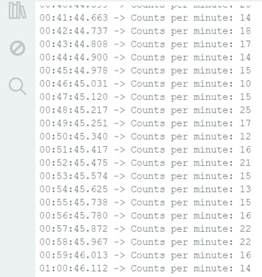 00:41:44.663 -> Counts per minute: 14
00:42:44.737 -> Counts per minute: 18
00:43:44.808 -> Counts per minute: 17
00:44:44.900 -> Counts per minute: 14
00:45:44.978 -> Counts per minute: 15
00:46:45.031 -> Counts per minute: 10
00:47:45.120 -> Counts per minute: 15
00:48:45.217 -> Counts per minute: 25
00:49:45.251 -> Counts per minute: 17
00:50:45.340 -> Counts per minute: 12
00:51:45.417 -> Counts per minute: 16
00:52:45.475 -> Counts per minute: 21
00:53:45.574 -> Counts per minute: 15
00:54:45.625 -> Counts per minute: 13
00:55:45.738 -> Counts per minute: 15
00:56:45.780 -> Counts per minute: 16
00:57:45.872 -> Counts per minute: 22
00:58:45.967 -> Counts per minute: 22
00:59:46.013 -> Counts per minute: 16
01:00:46.112 -> Counts per minute: 14